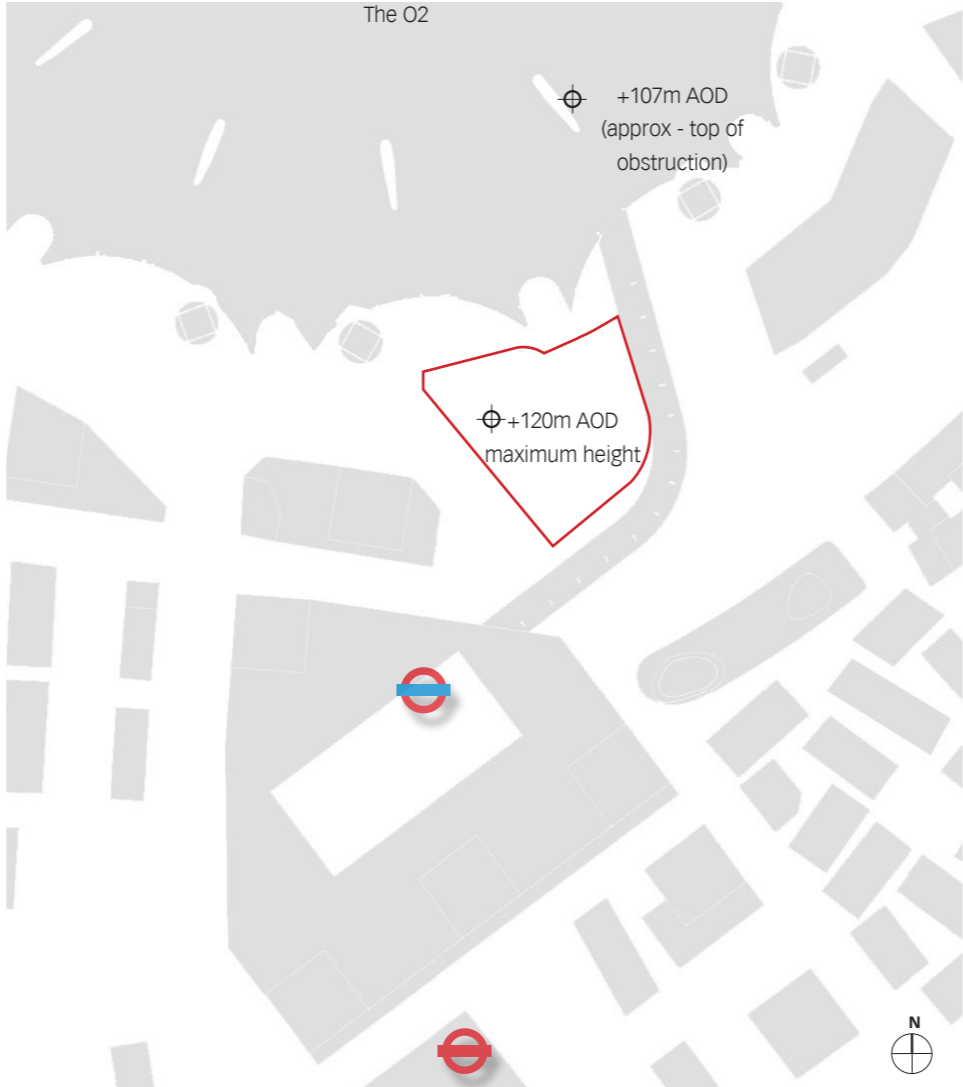 The O2
+107m AOD
(approx - top of
obstruction)
+120m AOD
maximum height
N